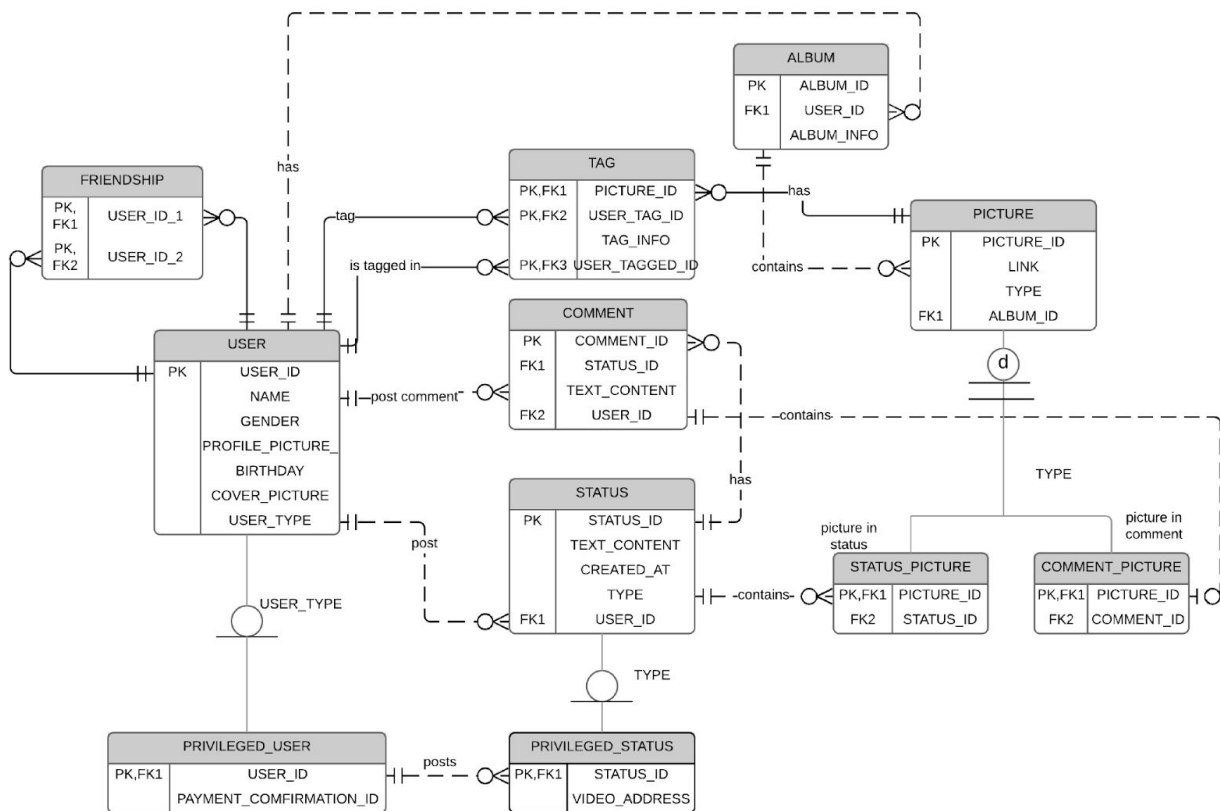 ALBUM
PK ALBUM_ID
FK1 USER_ID
ALBUM_INFO
has
FRIENDSHIP
PK, FK1 USER_ID_1
PK, FK2 USER_ID_2
TAG
PK,FK1 PICTURE_ID
PK,FK2 USER_TAG_ID
TAG_INFO
PK,FK3 USER_TAGGED_ID
tag
is tagged in
has
contains
PICTURE
PK PICTURE_ID
LINK
TYPE
FK1 ALBUM_ID
d
USER
PK USER_ID
NAME
GENDER
PROFILE_PICTURE_
BIRTHDAY
COVER_PICTURE
USER_TYPE
post comment
COMMENT
PK COMMENT_ID
FK1 STATUS_ID
TEXT_CONTENT
FK2 USER_ID
contains
has
TYPE
post
STATUS
PK STATUS_ID
TEXT_CONTENT
CREATED_AT
TYPE
FK1 USER_ID
contains
picture in
status
picture in
comment
STATUS_PICTURE
PK,FK1 PICTURE_ID
FK2 STATUS_ID
COMMENT_PICTURE
PK,FK1 PICTURE_ID
FK2 COMMENT_ID
USER_TYPE
TYPE
PRIVILEGED_USER
PK,FK1 USER_ID
PAYMENT_COMFIRMATION_ID
posts
PRIVILEGED_STATUS
PK,FK1 STATUS_ID
VIDEO_ADDRESS